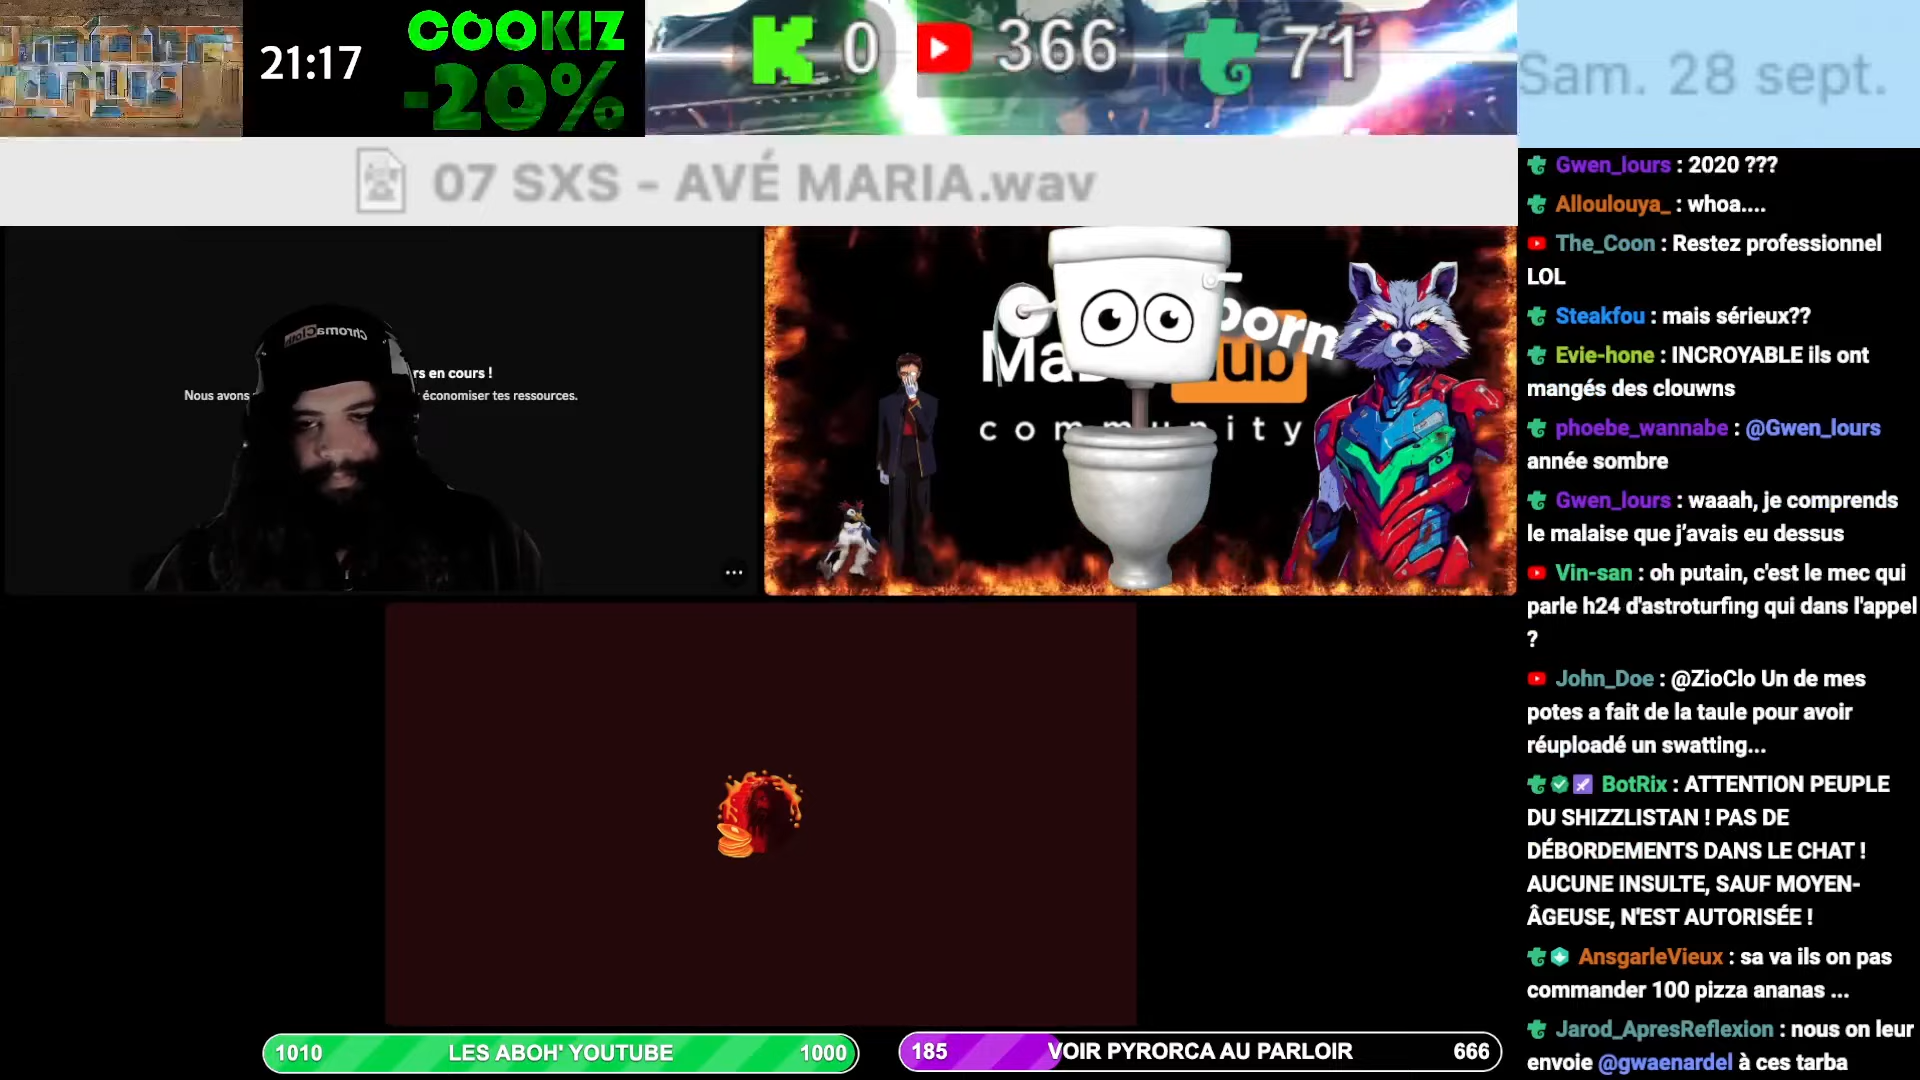 21:17
COOKIZ
-20%
0
366
71
Sam. 28 sept.
07 SXS - AVÉ MARIA.wav
ChromaClub
rs en cours !
Nous avons
économiser tes ressources.
porn
Ma
ub
community
Gwen_lours : 2020 ???
Alloulouya_ : whoa....
The_Coon : Restez professionnel
LOL
Steakfou : mais sérieux??
Evie-hone : INCROYABLE ils ont
mangés des clouwns
phoebe_wannabe : @Gwen_lours
année sombre
Gwen_lours : waaah, je comprends
le malaise que j'avais eu dessus
Vin-san : oh putain, c'est le mec qui
parle h24 d'astroturfing qui dans l'appel
?
John_Doe : @ZioClo Un de mes
potes a fait de la taule pour avoir
réuploadé un swatting...
BotRix : ATTENTION PEUPLE
DU SHIZZLISTAN ! PAS DE
DÉBORDEMENTS DANS LE CHAT !
AUCUNE INSULTE, SAUF MOYEN-
ÂGEUSE, N'EST AUTORISÉE !
AnsgarleVieux : sa va ils on pas
commander 100 pizza ananas ...
Jarod_ApresReflexion : nous on leur
envoie @gwaenardel à ces tarba
1010 LES ABOH' YOUTUBE 1000
185 VOIR PYRORCA AU PARLOIR 666